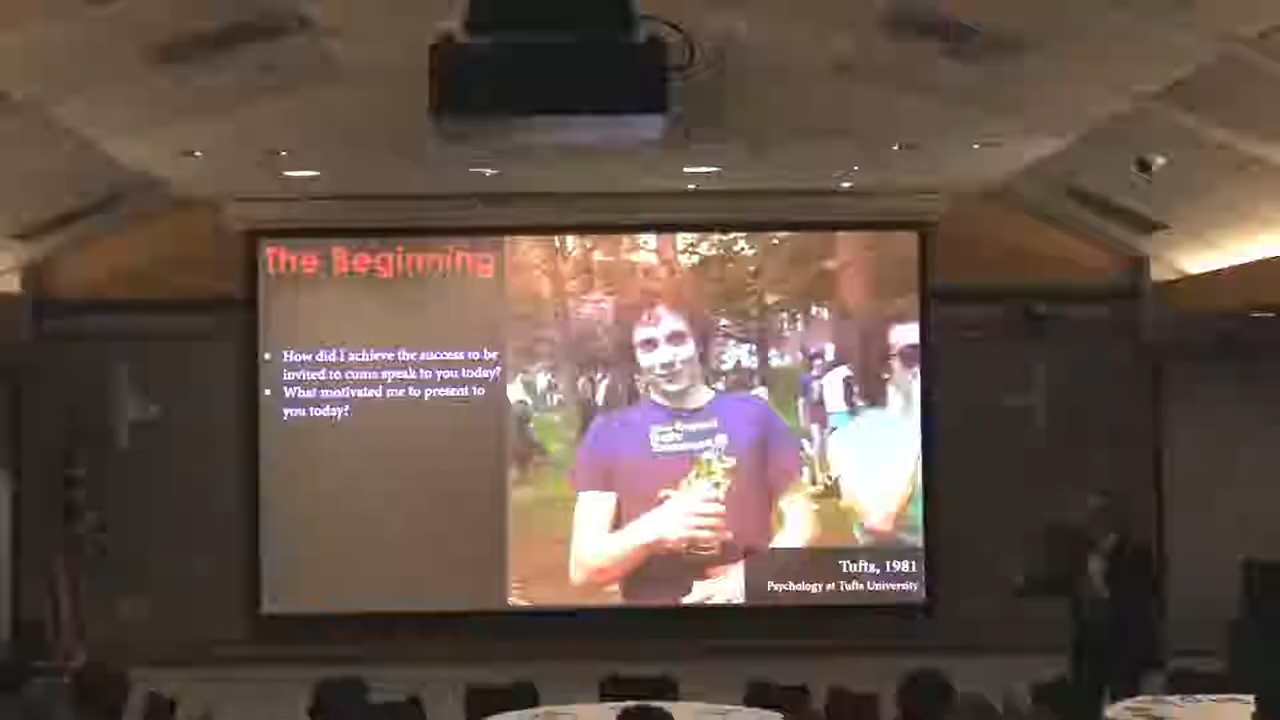 The Beginning
How did I achieve the success to be
invited to come speak to you today?
What motivated me to present to
you today?
Tufts, 1981
Psychology at Tufts University